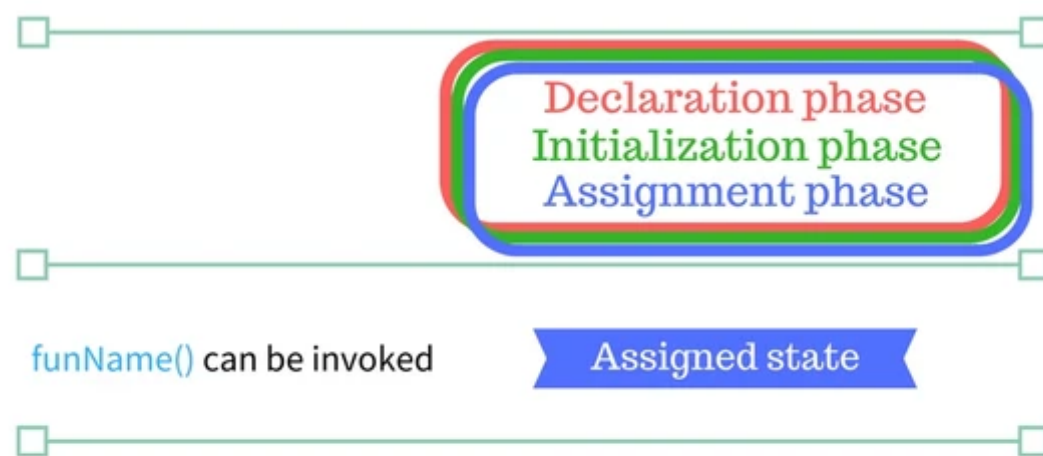 Declaration phase
Initialization phase
Assignment phase
funName() can be invoked
Assigned state